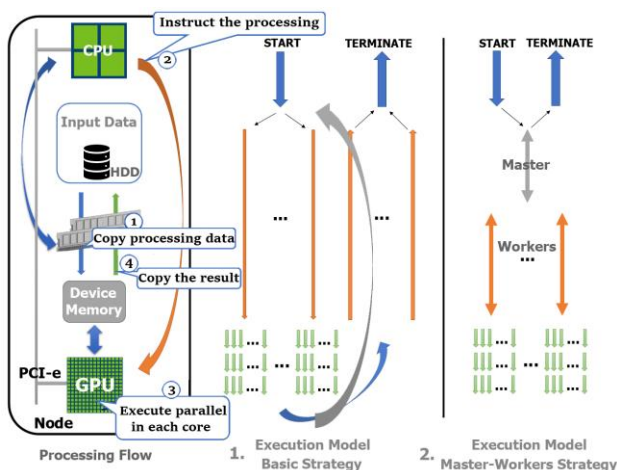 Instruct the processing
CPU
2
Input Data
HDD
1
Copy processing data
4
Copy the result
Device
Memory
PCI-e
GPU
3
Execute parallel
in each core
Node
Processing Flow
START
TERMINATE
...
...
... ... ...
... ...
... ...
1.
Execution Model
Basic Strategy
START
TERMINATE
Master
Workers
...
... ... ...
... ...
... ...
2.
Execution Model
Master-Workers Strategy